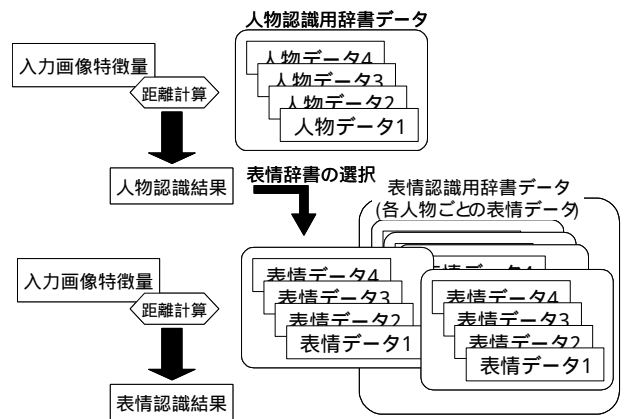 人物認識用辞書データ
入力画像特徴量
距離計算
人物データ4
人物データ3
人物データ2
人物データ1
人物認識結果
表情辞書の選択
表情認識用辞書データ
(各人物ごとの表情データ)
入力画像特徴量
距離計算
表情データ4
表情データ3
表情データ2
表情データ1
表情データ4
表情データ3
表情データ2
表情データ1
表情認識結果